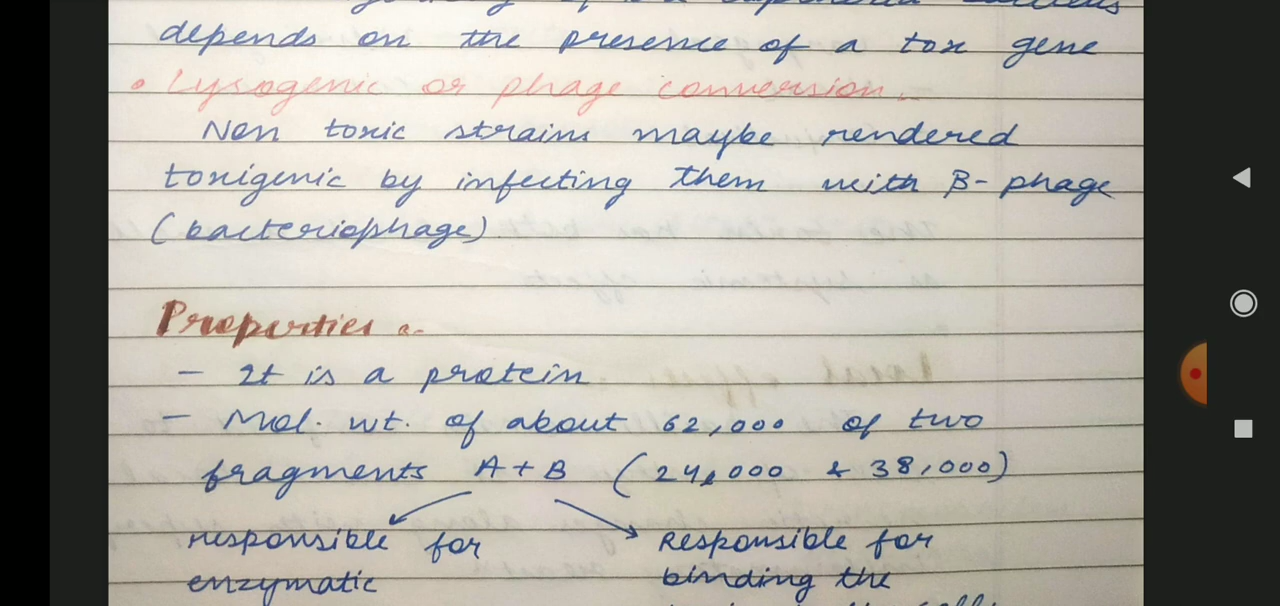 depends on the presence of a tox gene
• Lysogenic or phage conversion :-
Non toxic strains maybe rendered
toxigenic by infecting them with β-phage
(bacteriophage)
Properties :-
- It is a protein
- Mol. wt. of about 62,000 of two
fragments A+B (24,000 & 38,000)
responsible for Responsible for
enzymatic binding the